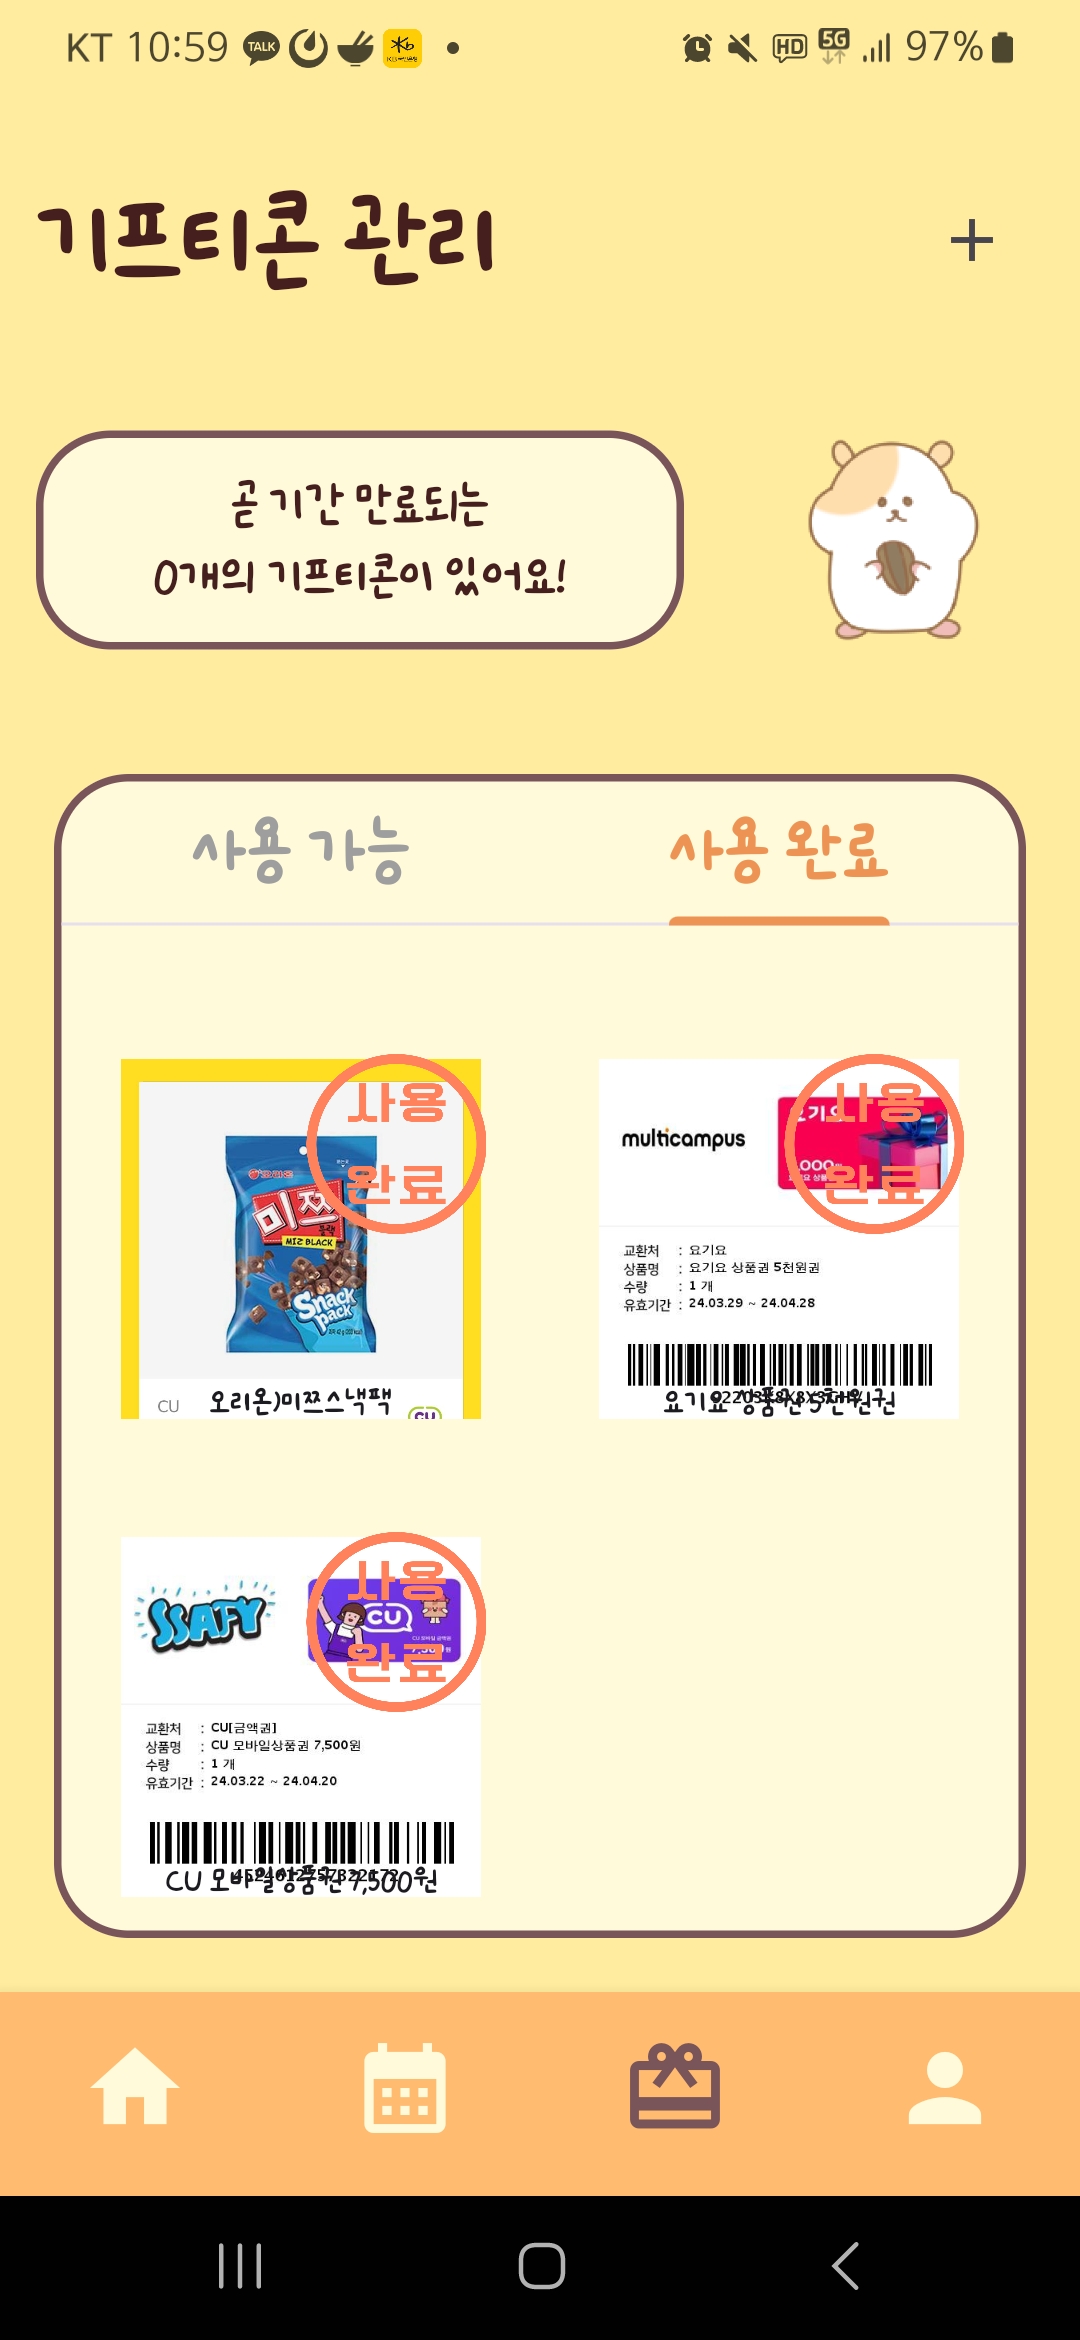 KT 10:59 TALK HD 5G 97%
기프티콘 관리
곧 기간 만료되는
0개의 기프티콘이 있어요!
사용 가능
사용 완료
사용
완료
오리온
미쯔
블랙
MIZ BLACK
Snack
pack
CU
오리온)미쯔스낵팩
CU
multicampus
요기요
사용
완료
교환처 : 요기요
상품명 : 요기요 상품권 5천원권
수량 : 1 개
유효기간 : 24.03.29 ~ 24.04.28
요기요 상품권 5천원권
SSAFY
CU
사용
완료
교환처 : CU[금액권]
상품명 : CU 모바일상품권 7,500원
수량 : 1 개
유효기간 : 24.03.22 ~ 24.04.20
CU 모바일상품권 7,500원